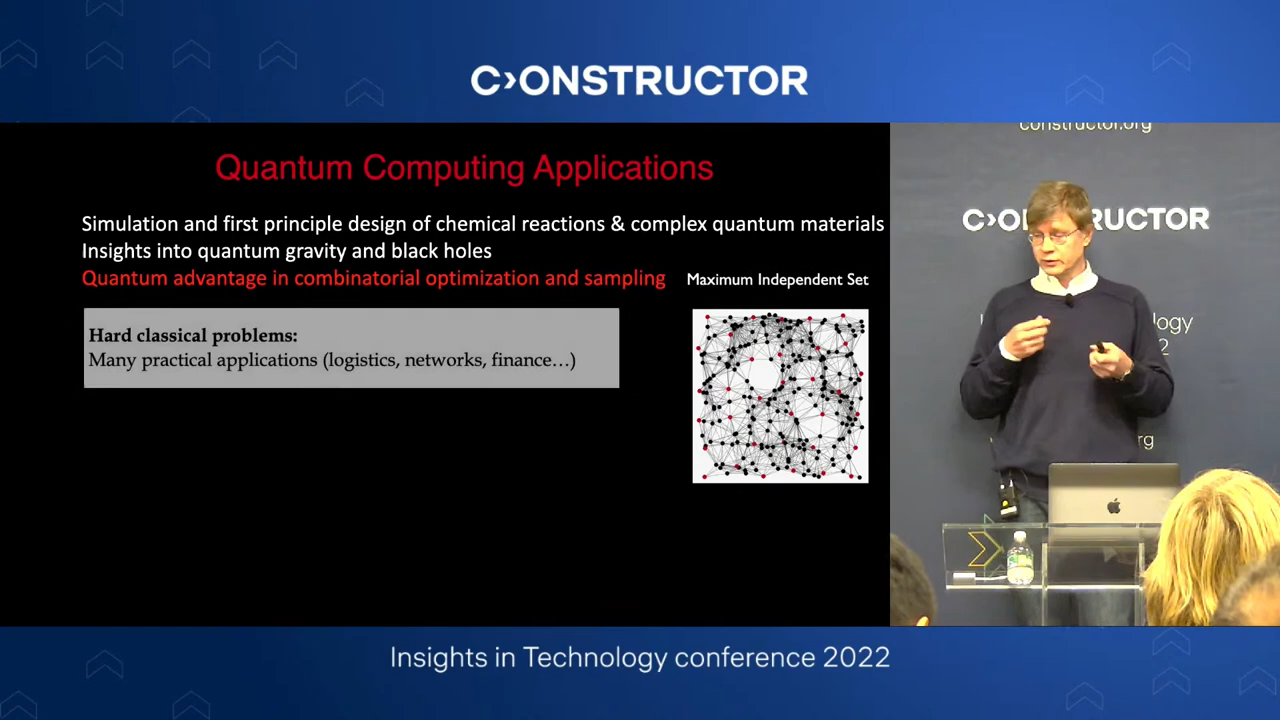 C›ONSTRUCTOR
Quantum Computing Applications
Simulation and first principle design of chemical reactions & complex quantum materials
Insights into quantum gravity and black holes
Quantum advantage in combinatorial optimization and sampling
Maximum Independent Set
Hard classical problems:
Many practical applications (logistics, networks, finance…)
constructor.org
RUCTOR
Insights in Technology conference 2022